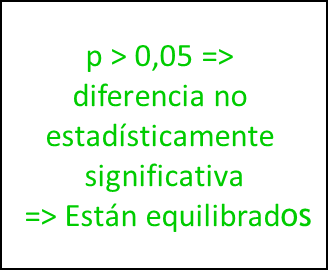 p > 0,05 =>
diferencia no
estadísticamente
significativa
=> Están equilibrados